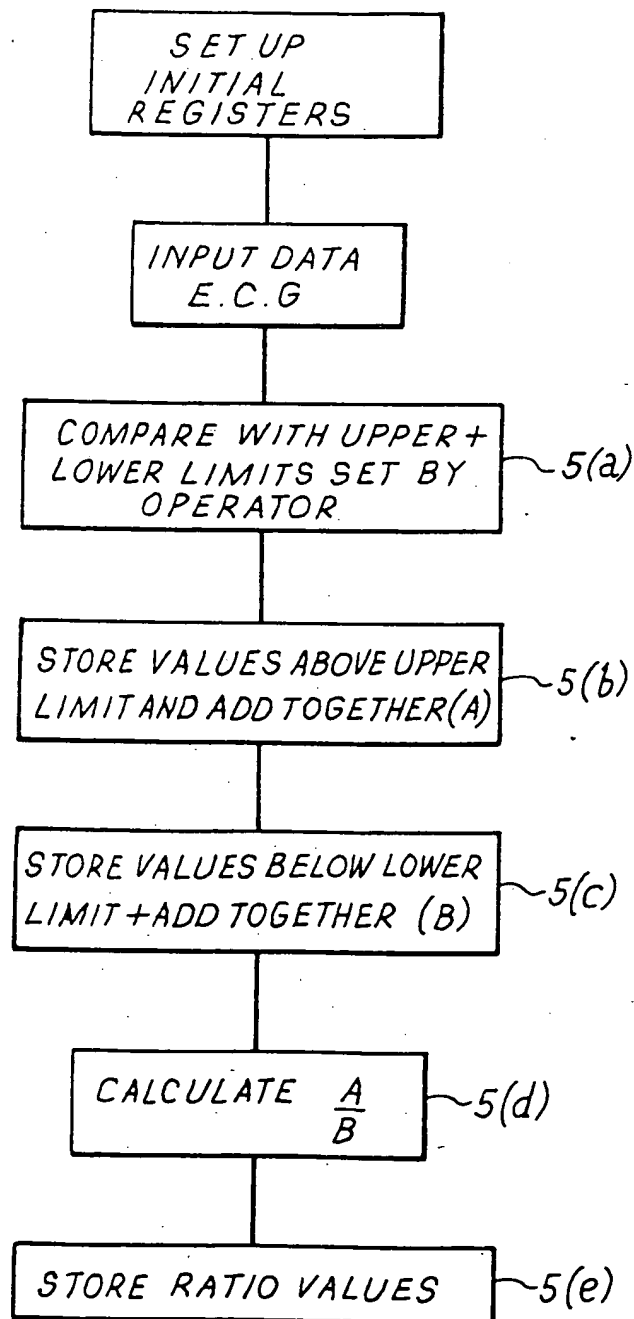 SET UP
INITIAL
REGISTERS
INPUT DATA
E.C.G
COMPARE WITH UPPER +
LOWER LIMITS SET BY
OPERATOR
5(a)
STORE VALUES ABOVE UPPER
LIMIT AND ADD TOGETHER (A)
5(b)
STORE VALUES BELOW LOWER
LIMIT + ADD TOGETHER (B)
5(c)
CALCULATE A
B
5(d)
STORE RATIO VALUES
5(e)